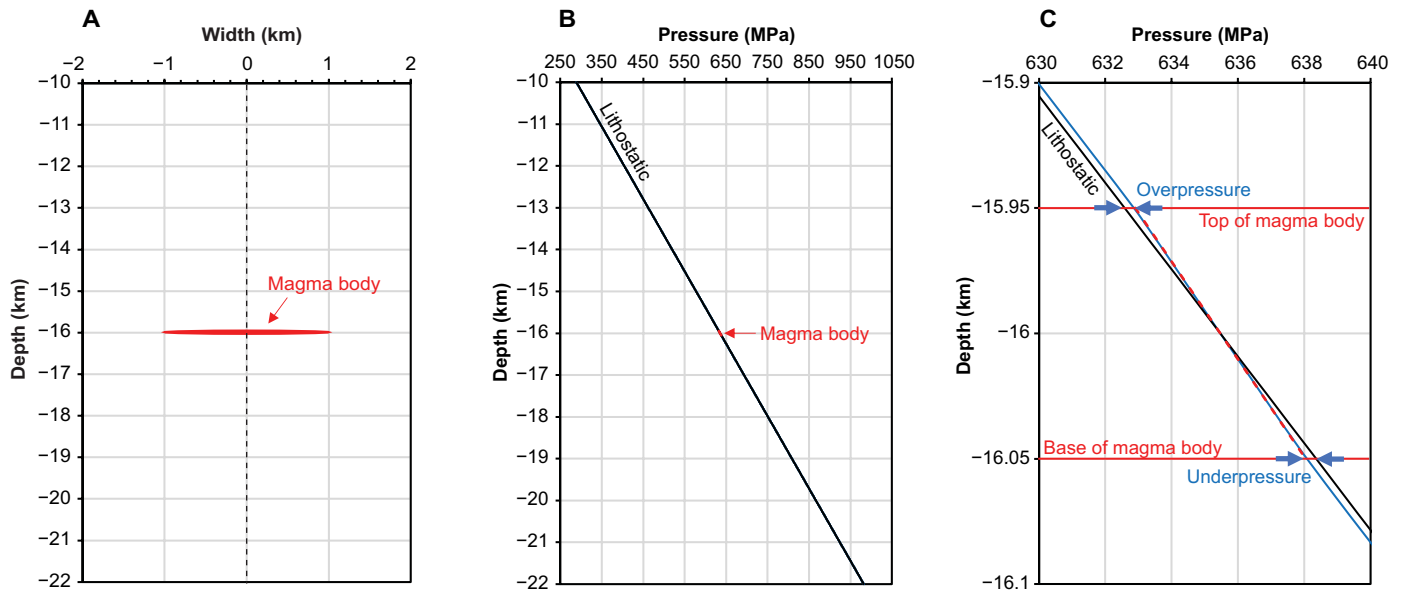 A
Width (km)
−2 −1 0 1 2
Depth (km)
−10
−11
−12
−13
−14
−15
−16
−17
−18
−19
−20
−21
−22
Magma body
B
Pressure (MPa)
250 350 450 550 650 750 850 950 1050
Depth (km)
−10
−11
−12
−13
−14
−15
−16
−17
−18
−19
−20
−21
−22
Lithostatic
Magma body
C
Pressure (MPa)
630 632 634 636 638 640
Depth (km)
−15.9
−15.95
−16
−16.05
−16.1
Lithostatic
Overpressure
Top of magma body
Base of magma body
Underpressure